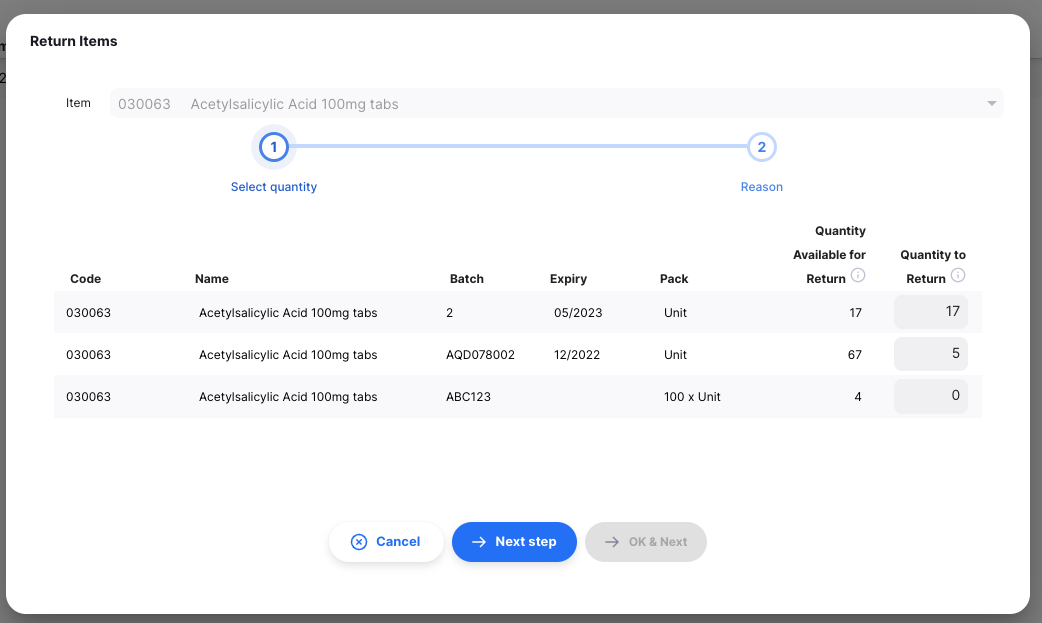 Return Items
Item 030063 Acetylsalicylic Acid 100mg tabs
1 2
Select quantity Reason
Quantity
Available for Quantity to
Code Name Batch Expiry Pack Return Return
030063 Acetylsalicylic Acid 100mg tabs 2 05/2023 Unit 17 17
030063 Acetylsalicylic Acid 100mg tabs AQD078002 12/2022 Unit 67 5
030063 Acetylsalicylic Acid 100mg tabs ABC123 100 x Unit 4 0
Cancel Next step OK & Next